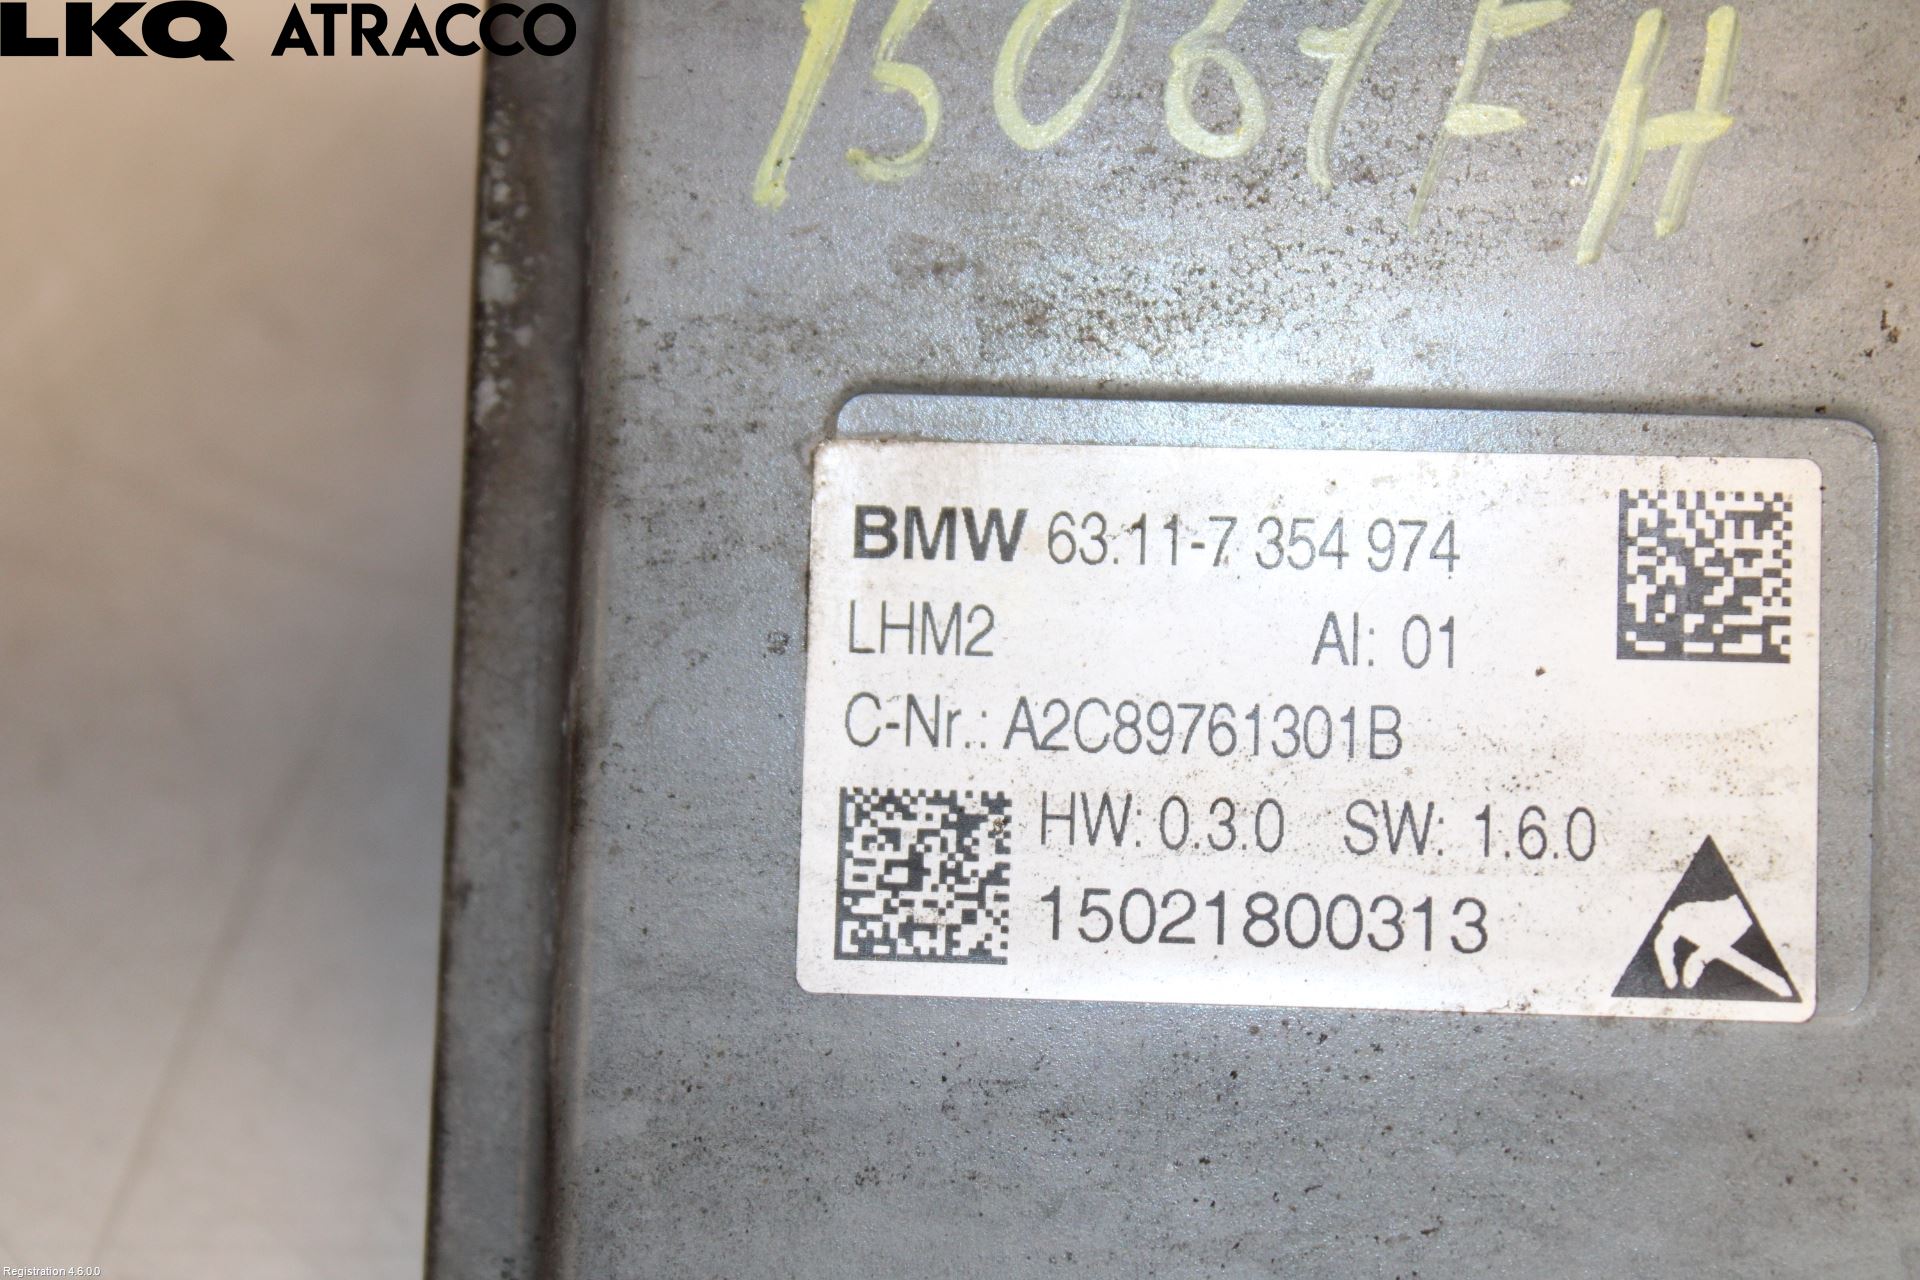 LKQ ATRACCO
15061FH
BMW 63.11-7 354 974
LHM2 AI: 01
C-Nr.: A2C89761301B
HW: 0.3.0 SW: 1.6.0
15021800313
Registration 4.6.0.0